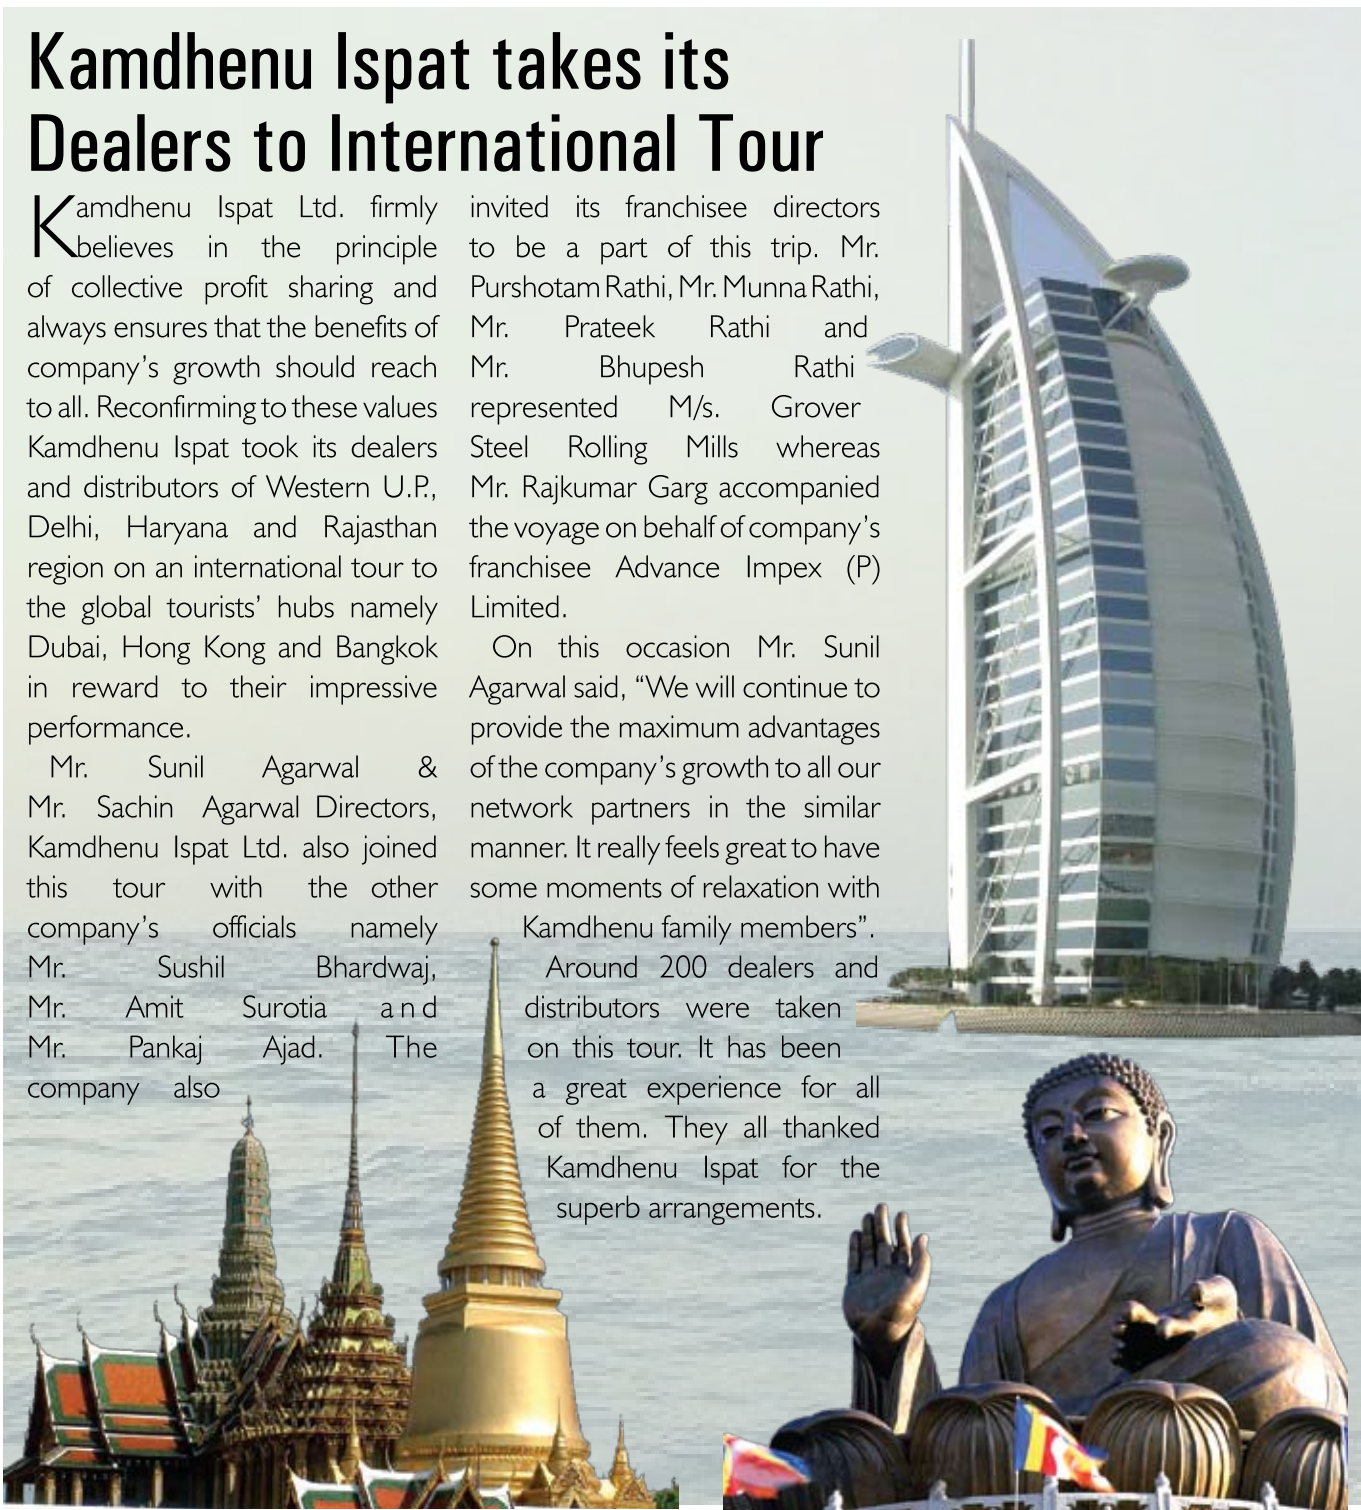 Kamdhenu Ispat takes its
Dealers to International Tour
Kamdhenu Ispat Ltd. firmly
believes in the principle
of collective profit sharing and
always ensures that the benefits of
company's growth should reach
to all. Reconfirming to these values
Kamdhenu Ispat took its dealers
and distributors of Western U.P.,
Delhi, Haryana and Rajasthan
region on an international tour to
the global tourists' hubs namely
Dubai, Hong Kong and Bangkok
in reward to their impressive
performance.
Mr. Sunil Agarwal &
Mr. Sachin Agarwal Directors,
Kamdhenu Ispat Ltd. also joined
this tour with the other
company's officials namely
Mr. Sushil Bhardwaj,
Mr. Amit Surotia and
Mr. Pankaj Ajad. The
company also
invited its franchisee directors
to be a part of this trip. Mr.
Purshotam Rathi, Mr. Munna Rathi,
Mr. Prateek Rathi and
Mr. Bhupesh Rathi
represented M/s. Grover
Steel Rolling Mills whereas
Mr. Rajkumar Garg accompanied
the voyage on behalf of company's
franchisee Advance Impex (P)
Limited.
On this occasion Mr. Sunil
Agarwal said, “We will continue to
provide the maximum advantages
of the company's growth to all our
network partners in the similar
manner. It really feels great to have
some moments of relaxation with
Kamdhenu family members”.
Around 200 dealers and
distributors were taken
on this tour. It has been
a great experience for all
of them. They all thanked
Kamdhenu Ispat for the
superb arrangements.